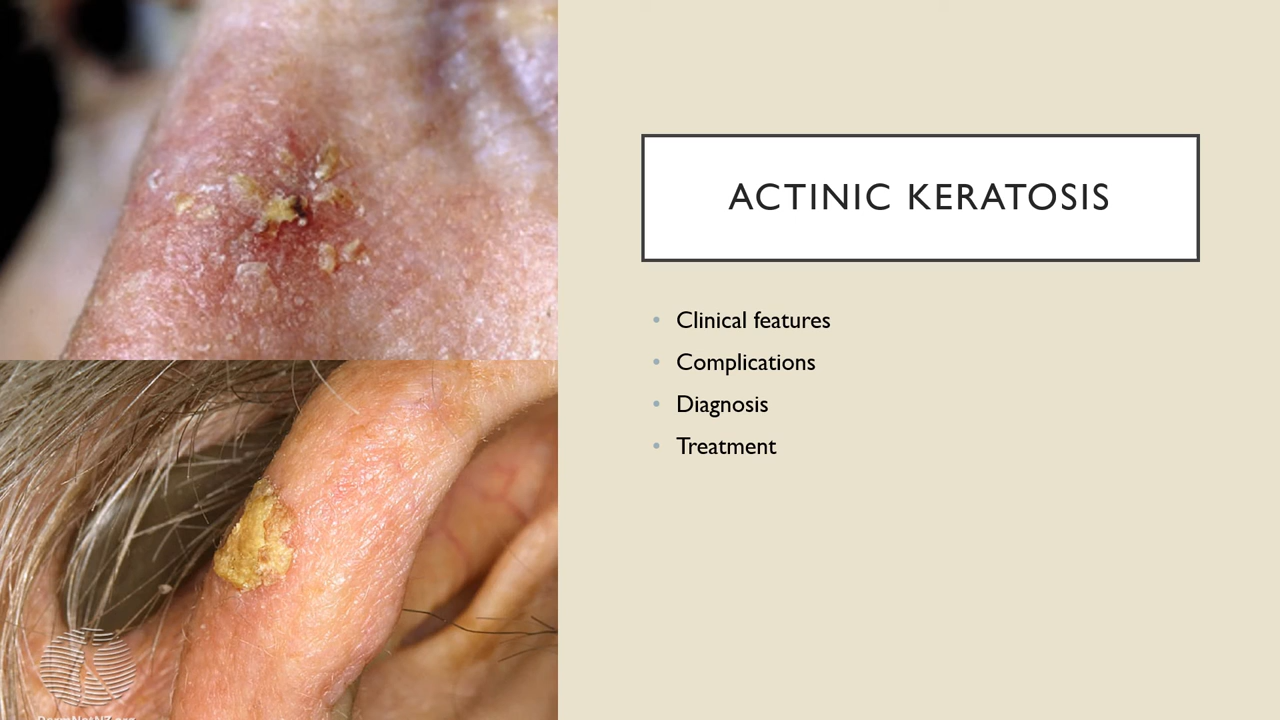 ACTINIC KERATOSIS
• Clinical features
• Complications
• Diagnosis
• Treatment